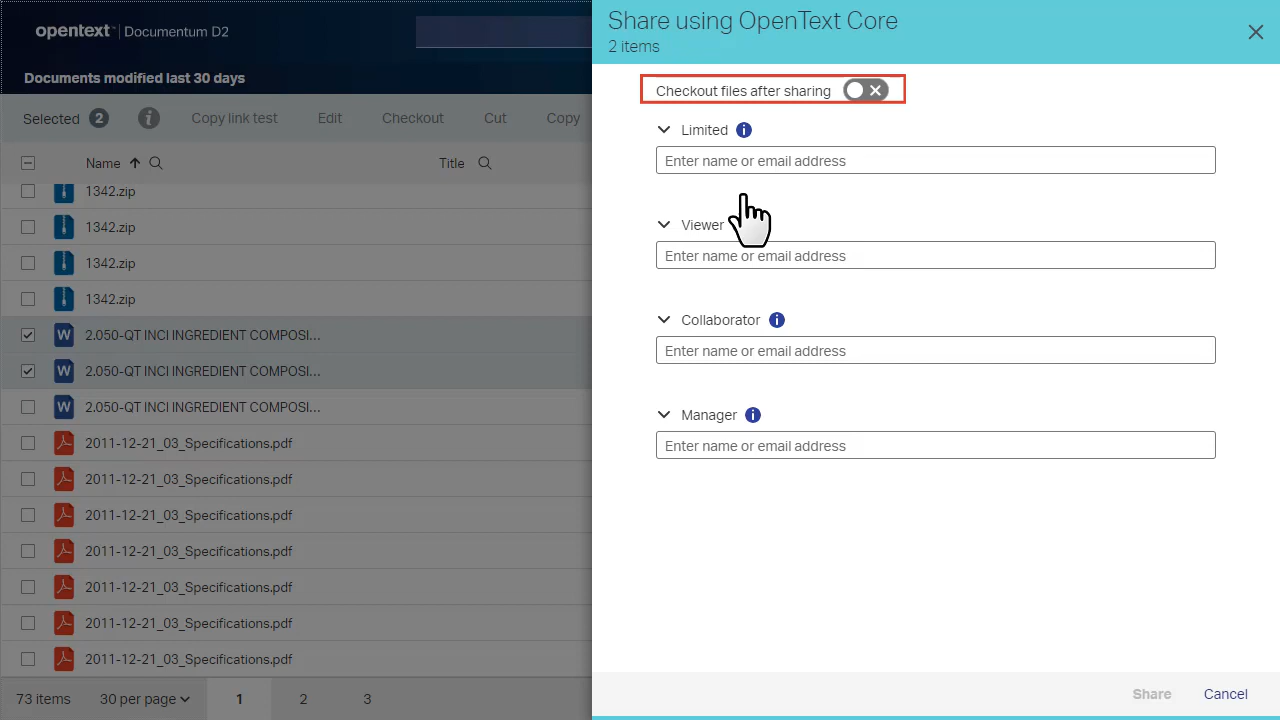 opentext™ | Documentum D2
Documents modified last 30 days
Selected 2 i Copy link test Edit Checkout Cut Copy
Name Title
1342.zip
1342.zip
1342.zip
1342.zip
2.050-QT INCI INGREDIENT COMPOSI...
2.050-QT INCI INGREDIENT COMPOSI...
2.050-QT INCI INGREDIENT COMPOSI...
2011-12-21_03_Specifications.pdf
2011-12-21_03_Specifications.pdf
2011-12-21_03_Specifications.pdf
2011-12-21_03_Specifications.pdf
2011-12-21_03_Specifications.pdf
2011-12-21_03_Specifications.pdf
2011-12-21_03_Specifications.pdf
73 items 30 per page 1 2 3
Share using OpenText Core
2 items
Checkout files after sharing
Limited
Enter name or email address
Viewer
Enter name or email address
Collaborator
Enter name or email address
Manager
Enter name or email address
Share Cancel